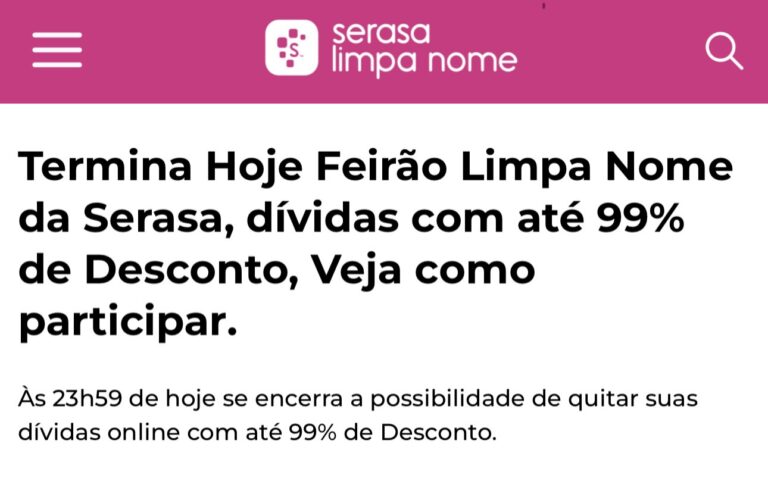 serasa
limpa nome
S
Termina Hoje Feirão Limpa Nome
da Serasa, dívidas com até 99%
de Desconto, Veja como
participar.
Às 23h59 de hoje se encerra a possibilidade de quitar suas
dívidas online com até 99% de Desconto.